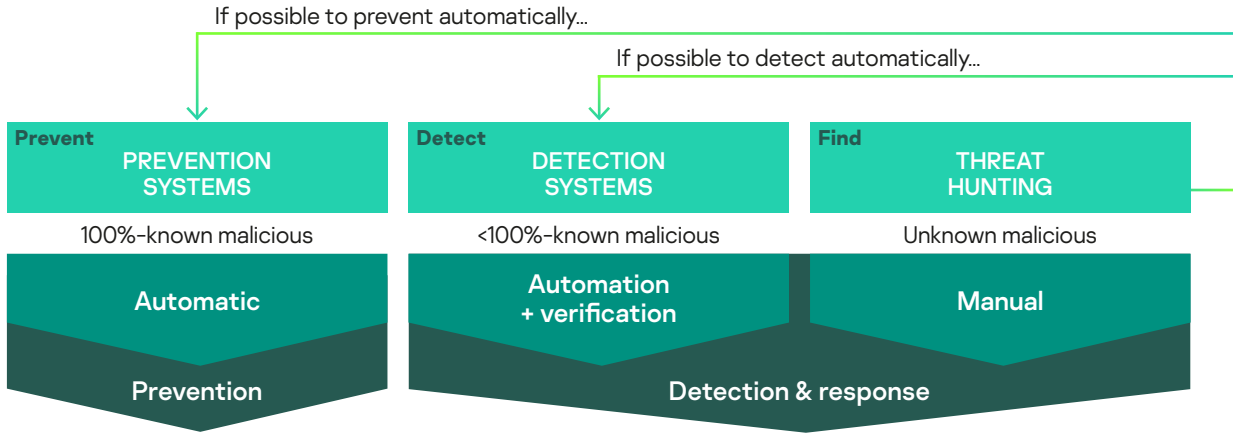 If possible to prevent automatically…
If possible to detect automatically…
Prevent
PREVENTION
SYSTEMS
Detect
DETECTION
SYSTEMS
Find
THREAT
HUNTING
100%-known malicious
<100%-known malicious
Unknown malicious
Automatic
Automation
+ verification
Manual
Prevention
Detection & response